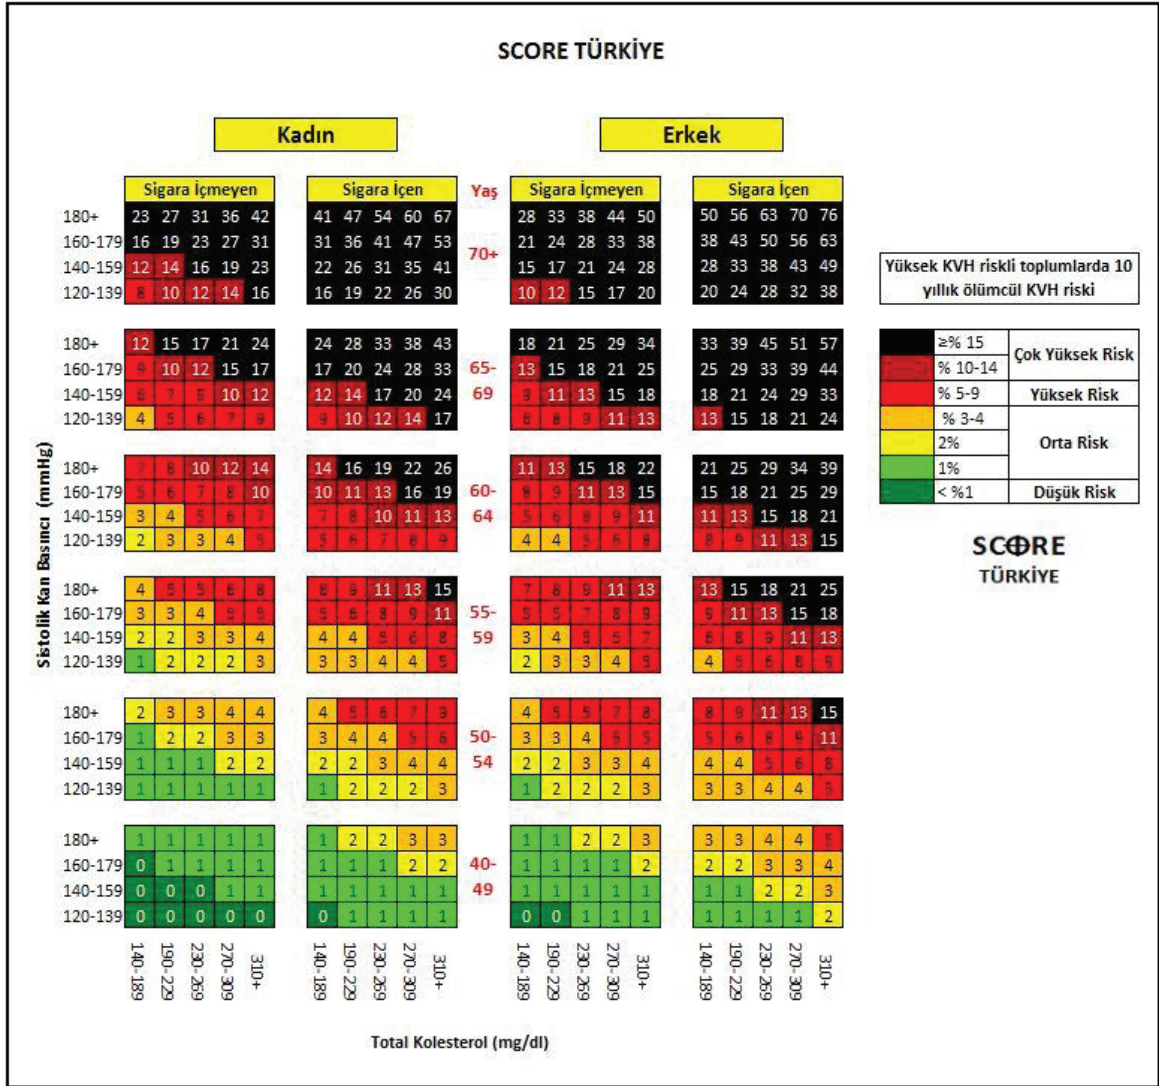 SCORE TÜRKİYE
Kadın Erkek
Sigara İçmeyen Sigara İçen Yaş Sigara İçmeyen Sigara İçen
180+ 23 27 31 36 42 41 47 54 60 67 28 33 38 44 50 50 56 63 70 76
160-179 16 19 23 27 31 31 36 41 47 53 21 24 28 33 38 38 43 50 56 63
70+
140-159 12 14 16 19 23 22 26 31 35 41 15 17 21 24 28 28 33 38 43 49
120-139 8 10 12 14 16 16 19 22 26 30 10 12 15 17 20 20 24 28 32 38
180+ 12 15 17 21 24 24 28 33 38 43 18 21 25 29 34 33 39 45 51 57
160-179 9 10 12 15 17 17 20 24 28 33 65- 13 15 18 21 25 25 29 33 39 44
140-159 6 7 9 10 12 12 14 17 20 24 69 9 11 13 15 18 18 21 24 29 33
120-139 4 5 6 7 9 9 10 12 14 17 6 8 9 11 13 13 15 18 21 24
180+ 7 8 10 12 14 14 16 19 22 26 11 13 15 18 22 21 25 29 34 39
160-179 5 6 7 8 10 10 11 13 16 19 60- 8 9 11 13 15 15 18 21 25 29
140-159 3 4 5 6 7 7 8 10 11 13 64 5 6 8 9 11 11 13 15 18 21
120-139 2 3 3 4 5 5 6 7 8 9 4 4 5 6 8 8 9 11 13 15
180+ 4 5 5 6 8 8 9 11 13 15 7 8 9 11 13 13 15 18 21 25
160-179 3 3 4 5 5 5 6 8 9 11 55- 5 5 7 8 9 9 11 13 15 18
140-159 2 2 3 3 4 4 4 5 6 8 59 3 4 5 5 7 6 8 9 11 13
120-139 1 2 2 2 3 3 3 4 4 5 2 3 3 4 5 4 5 6 8 9
180+ 2 3 3 4 4 4 5 6 7 4 5 5 7 8 8 9 11 13 15
160-179 1 2 2 3 3 3 4 4 5 6 50- 3 3 4 5 5 5 6 8 9 11
140-159 1 1 1 2 2 2 2 3 4 4 54 2 2 3 3 4 4 4 5 6 8
120-139 1 1 1 1 1 1 2 2 2 3 1 2 2 2 3 3 3 4 4 5
180+ 1 1 1 1 1 1 2 2 3 3 1 1 2 2 3 3 3 4 4 5
160-179 0 1 1 1 1 1 1 1 2 2 40- 1 1 1 1 2 2 2 3 3 4
140-159 0 0 0 1 1 1 1 1 1 1 49 1 1 1 1 1 1 1 2 2 3
120-139 0 0 0 0 0 0 1 1 1 1 0 0 1 1 1 1 1 1 1 2
140-189 190-229 230-269 270-309 310+ 140-189 190-229 230-269 270-309 310+ 140-189 190-229 230-269 270-309 310+ 140-189 190-229 230-269 270-309 310+
Sistolik Kan Basıncı (mmHg)
Total Kolesterol (mg/dl)
Yüksek KVH riskli toplumlarda 10
yıllık ölümcül KVH riski
≥% 15
Çok Yüksek Risk
% 10-14
% 5-9 Yüksek Risk
% 3-4
2% Orta Risk
1%
< %1 Düşük Risk
SCORE
TÜRKİYE